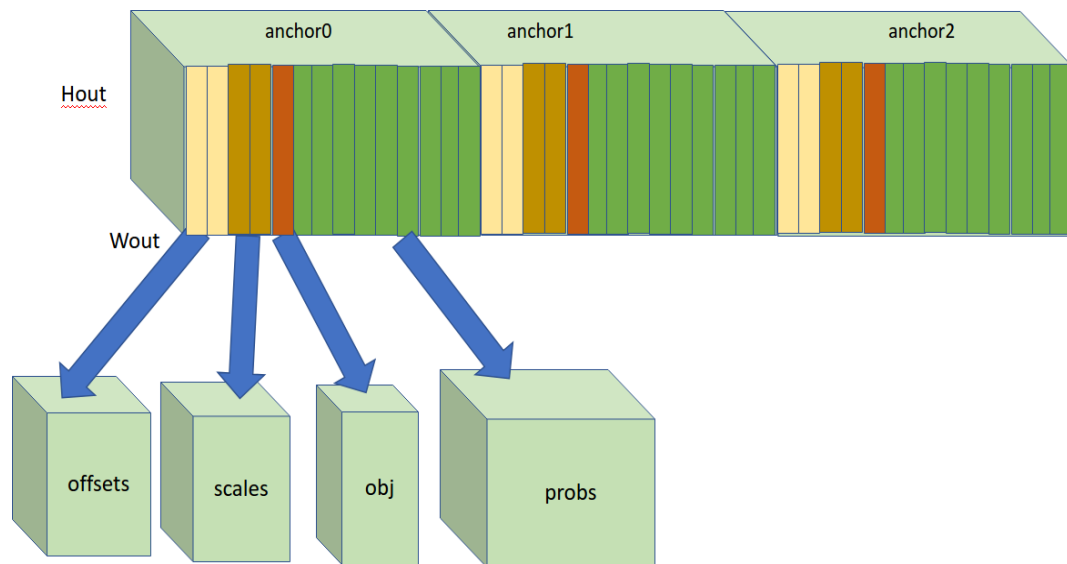 anchor0
anchor1
anchor2
Hout
Wout
offsets
scales
obj
probs